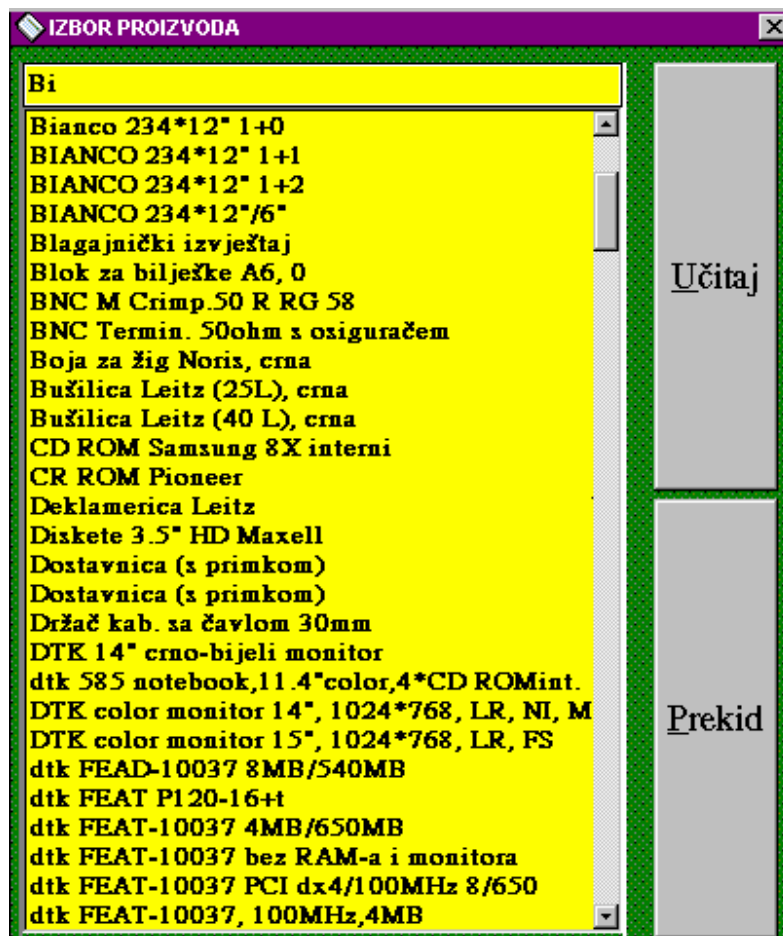 IZBOR PROIZVODA
Bi
Bianco 234*12" 1+0
BIANCO 234*12" 1+1
BIANCO 234*12" 1+2
BIANCO 234*12"/6"
Blagajnički izvještaj
Blok za bilješke A6, 0
BNC M Crimp.50 R RG 58
BNC Termin. 50ohm s osiguračem
Boja za žig Noris, crna
Bušilica Leitz (25L), crna
Bušilica Leitz (40 L), crna
CD ROM Samsung 8X interni
CR ROM Pioneer
Deklamerica Leitz
Diskete 3.5" HD Maxell
Dostavnica (s primkom)
Dostavnica (s primkom)
Držač kab. sa čavlom 30mm
DTK 14" crno-bijeli monitor
dtk 585 notebook,11.4"color,4*CD ROMint.
DTK color monitor 14", 1024*768, LR, NI, M
DTK color monitor 15", 1024*768, LR, FS
dtk FEAD-10037 8MB/540MB
dtk FEAT P120-16+t
dtk FEAT-10037 4MB/650MB
dtk FEAT-10037 bez RAM-a i monitora
dtk FEAT-10037 PCI dx4/100MHz 8/650
dtk FEAT-10037, 100MHz,4MB
Učitaj
Prekid